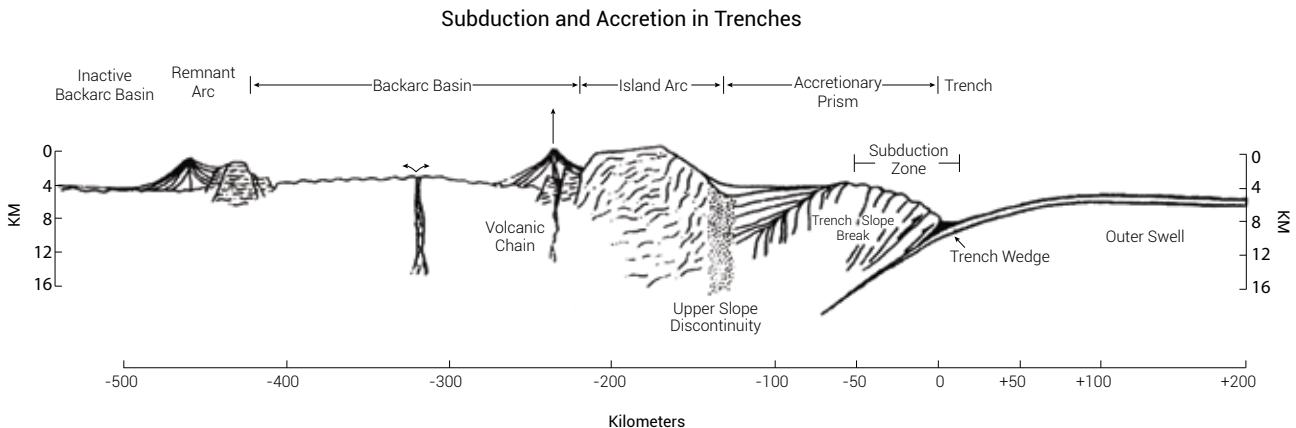 Subduction and Accretion in Trenches
Inactive
Backarc Basin
Remnant
Arc
Backarc Basin
Island Arc
Accretionary
Prism
Trench
Subduction
Zone
0
4
8
12
16
KM
0
4
8
12
16
KM
Volcanic
Chain
Trench Slope
Break
Outer Swell
Trench Wedge
Upper Slope
Discontinuity
-500 -400 -300 -200 -100 -50 0 +50 +100 +200
Kilometers